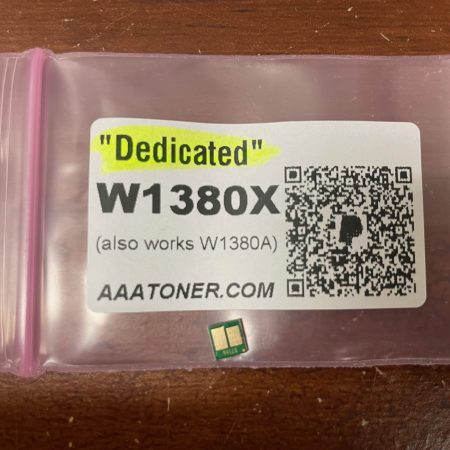 "Dedicated"
W1380X
(also works W1380A)
AAATONER.COM